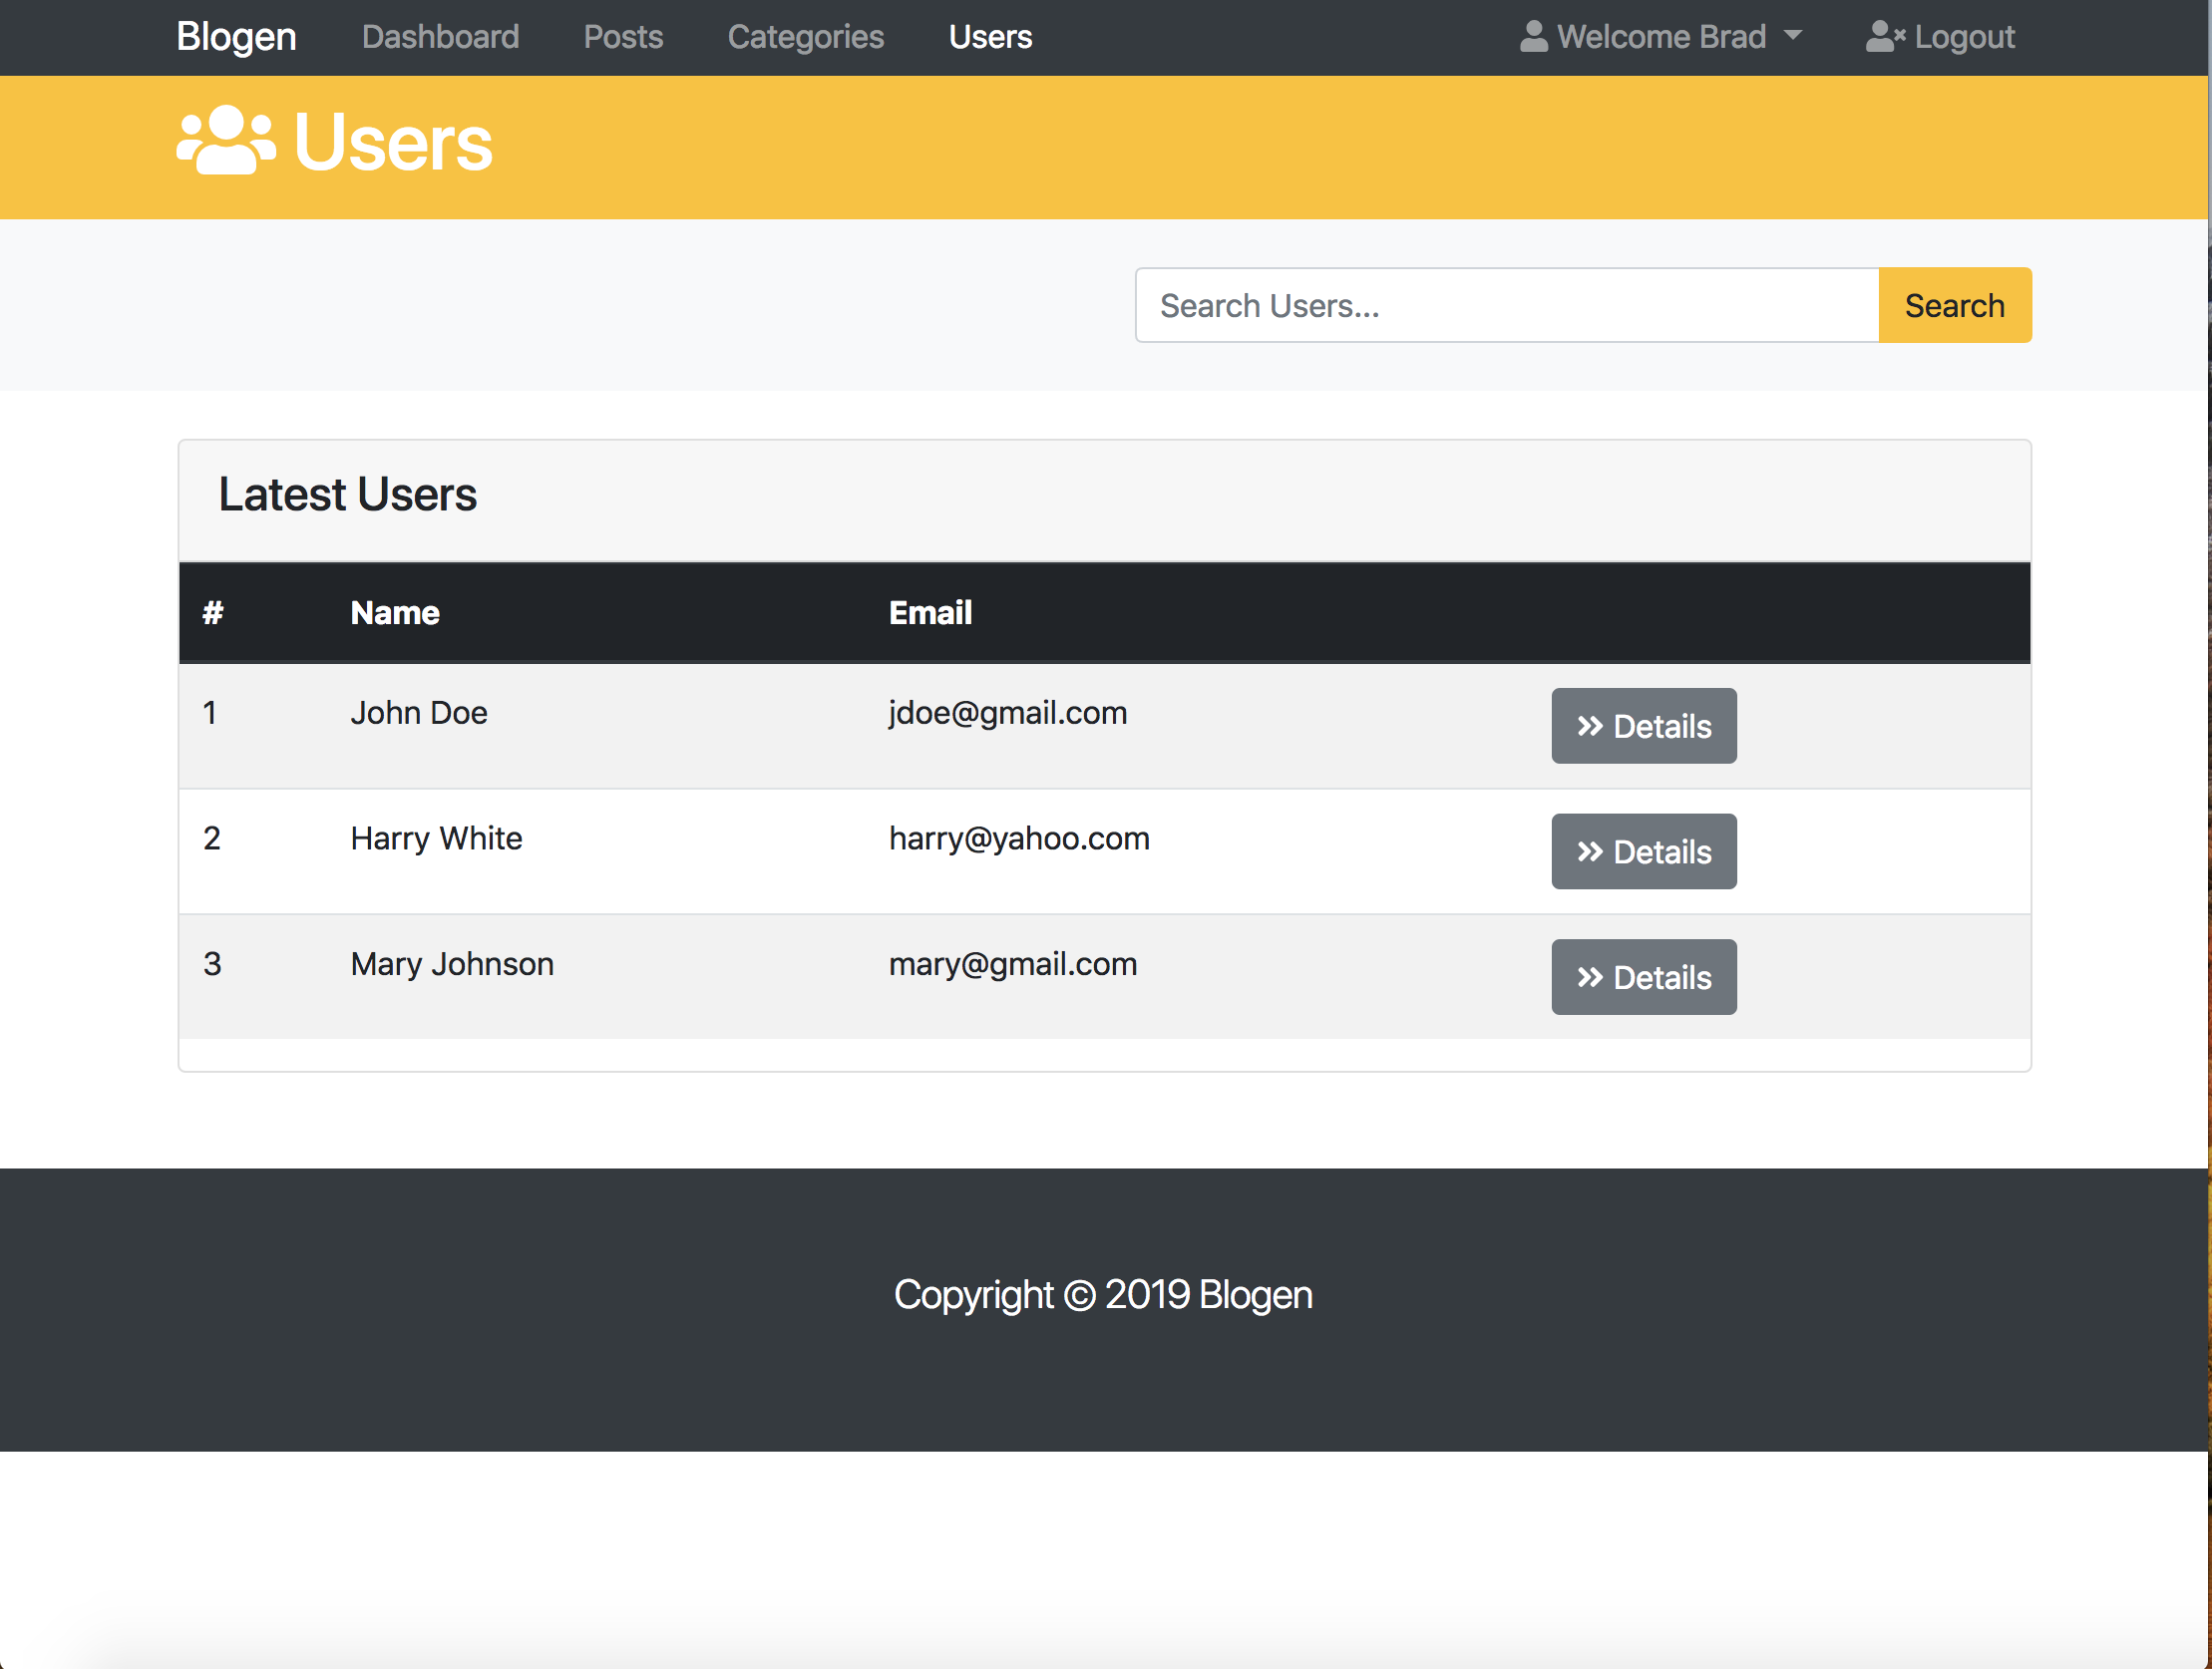 Blogen Dashboard Posts Categories Users Welcome Brad Logout
Users
Search Users... Search
Latest Users
# Name Email
1 John Doe jdoe@gmail.com Details
2 Harry White harry@yahoo.com Details
3 Mary Johnson mary@gmail.com Details
Copyright © 2019 Blogen